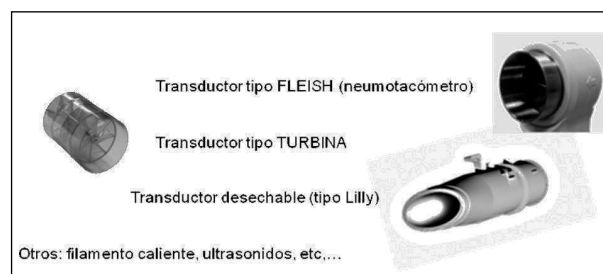 Transductor tipo FLEISH (neumotacómetro)
Transductor tipo TURBINA
Transductor desechable (tipo Lilly)
Otros: filamento caliente, ultrasonidos, etc,…